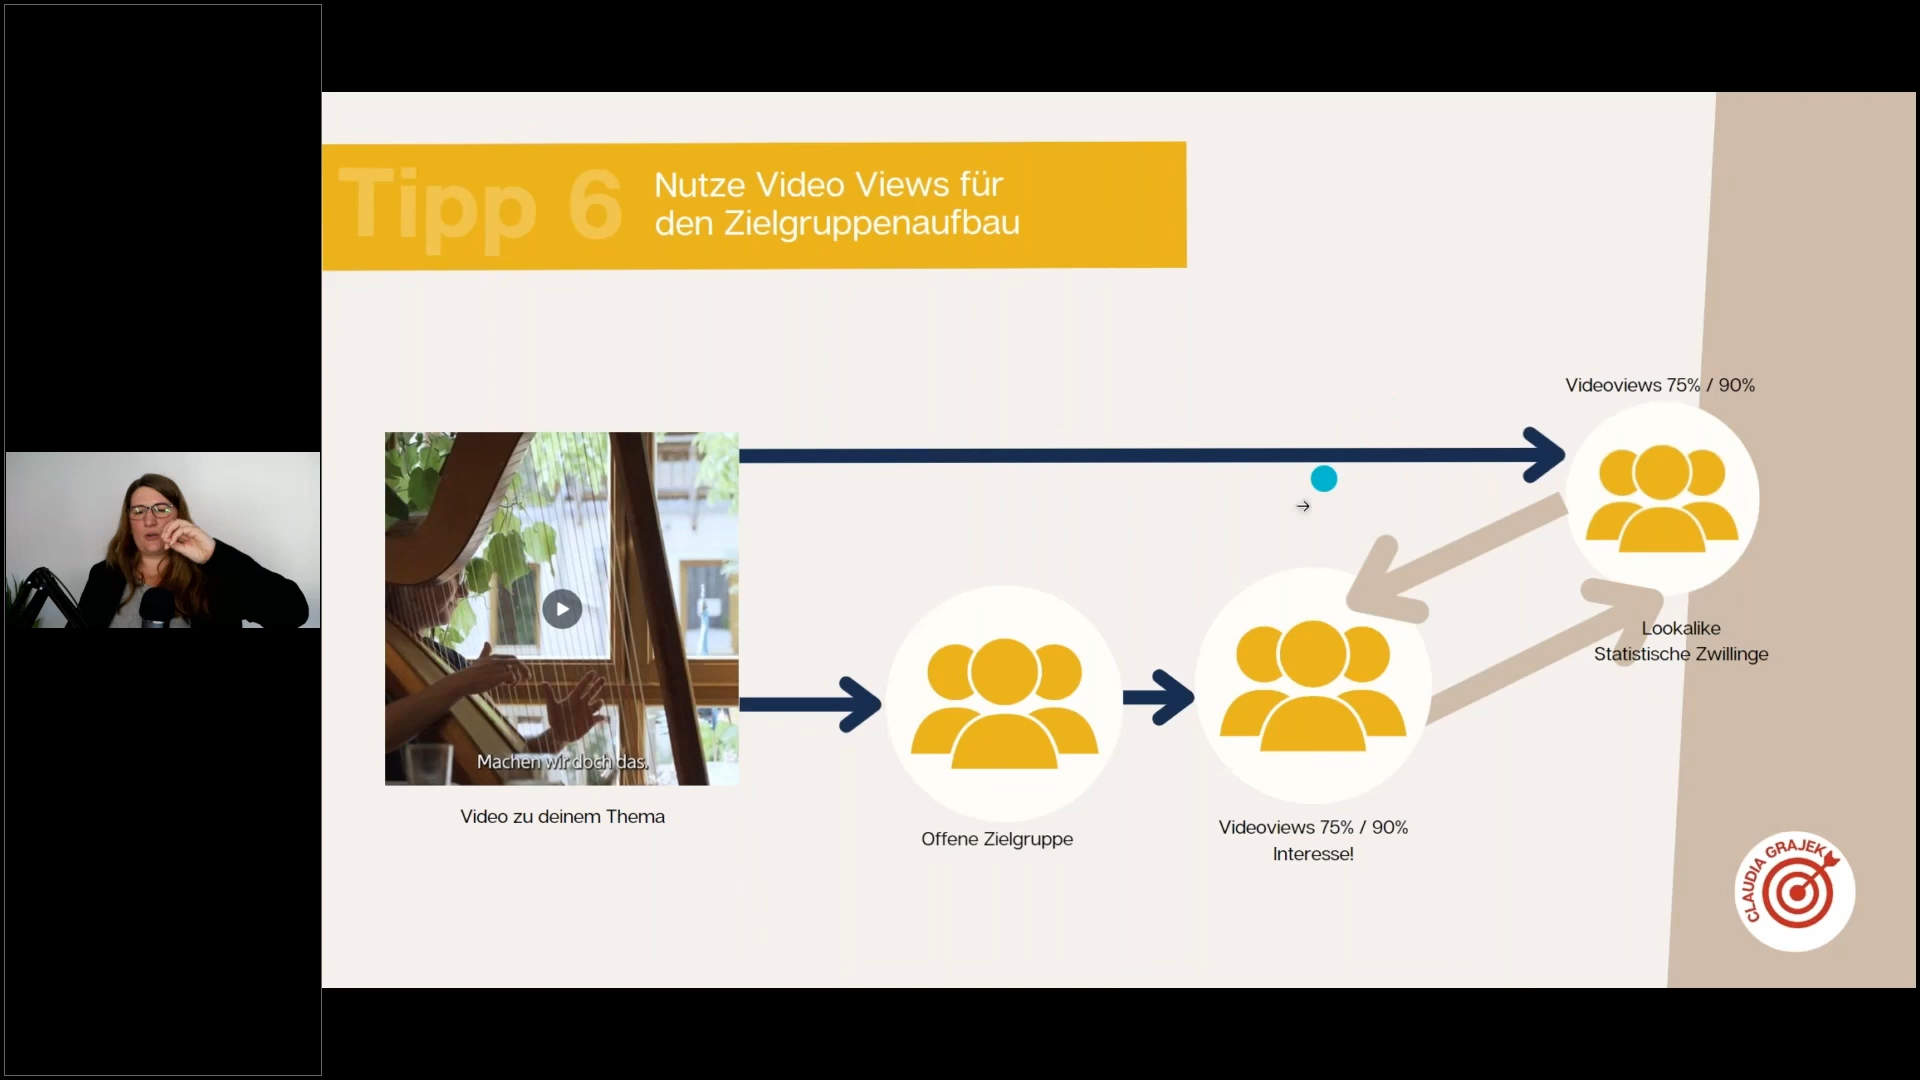 Tipp 6
Nutze Video Views für
den Zielgruppenaufbau
Videoviews 75% / 90%
Machen wir doch das,
Video zu deinem Thema
Offene Zielgruppe
Videoviews 75% / 90%
Interesse!
Lookalike
Statistische Zwillinge
CLAUDIA GRAJEK